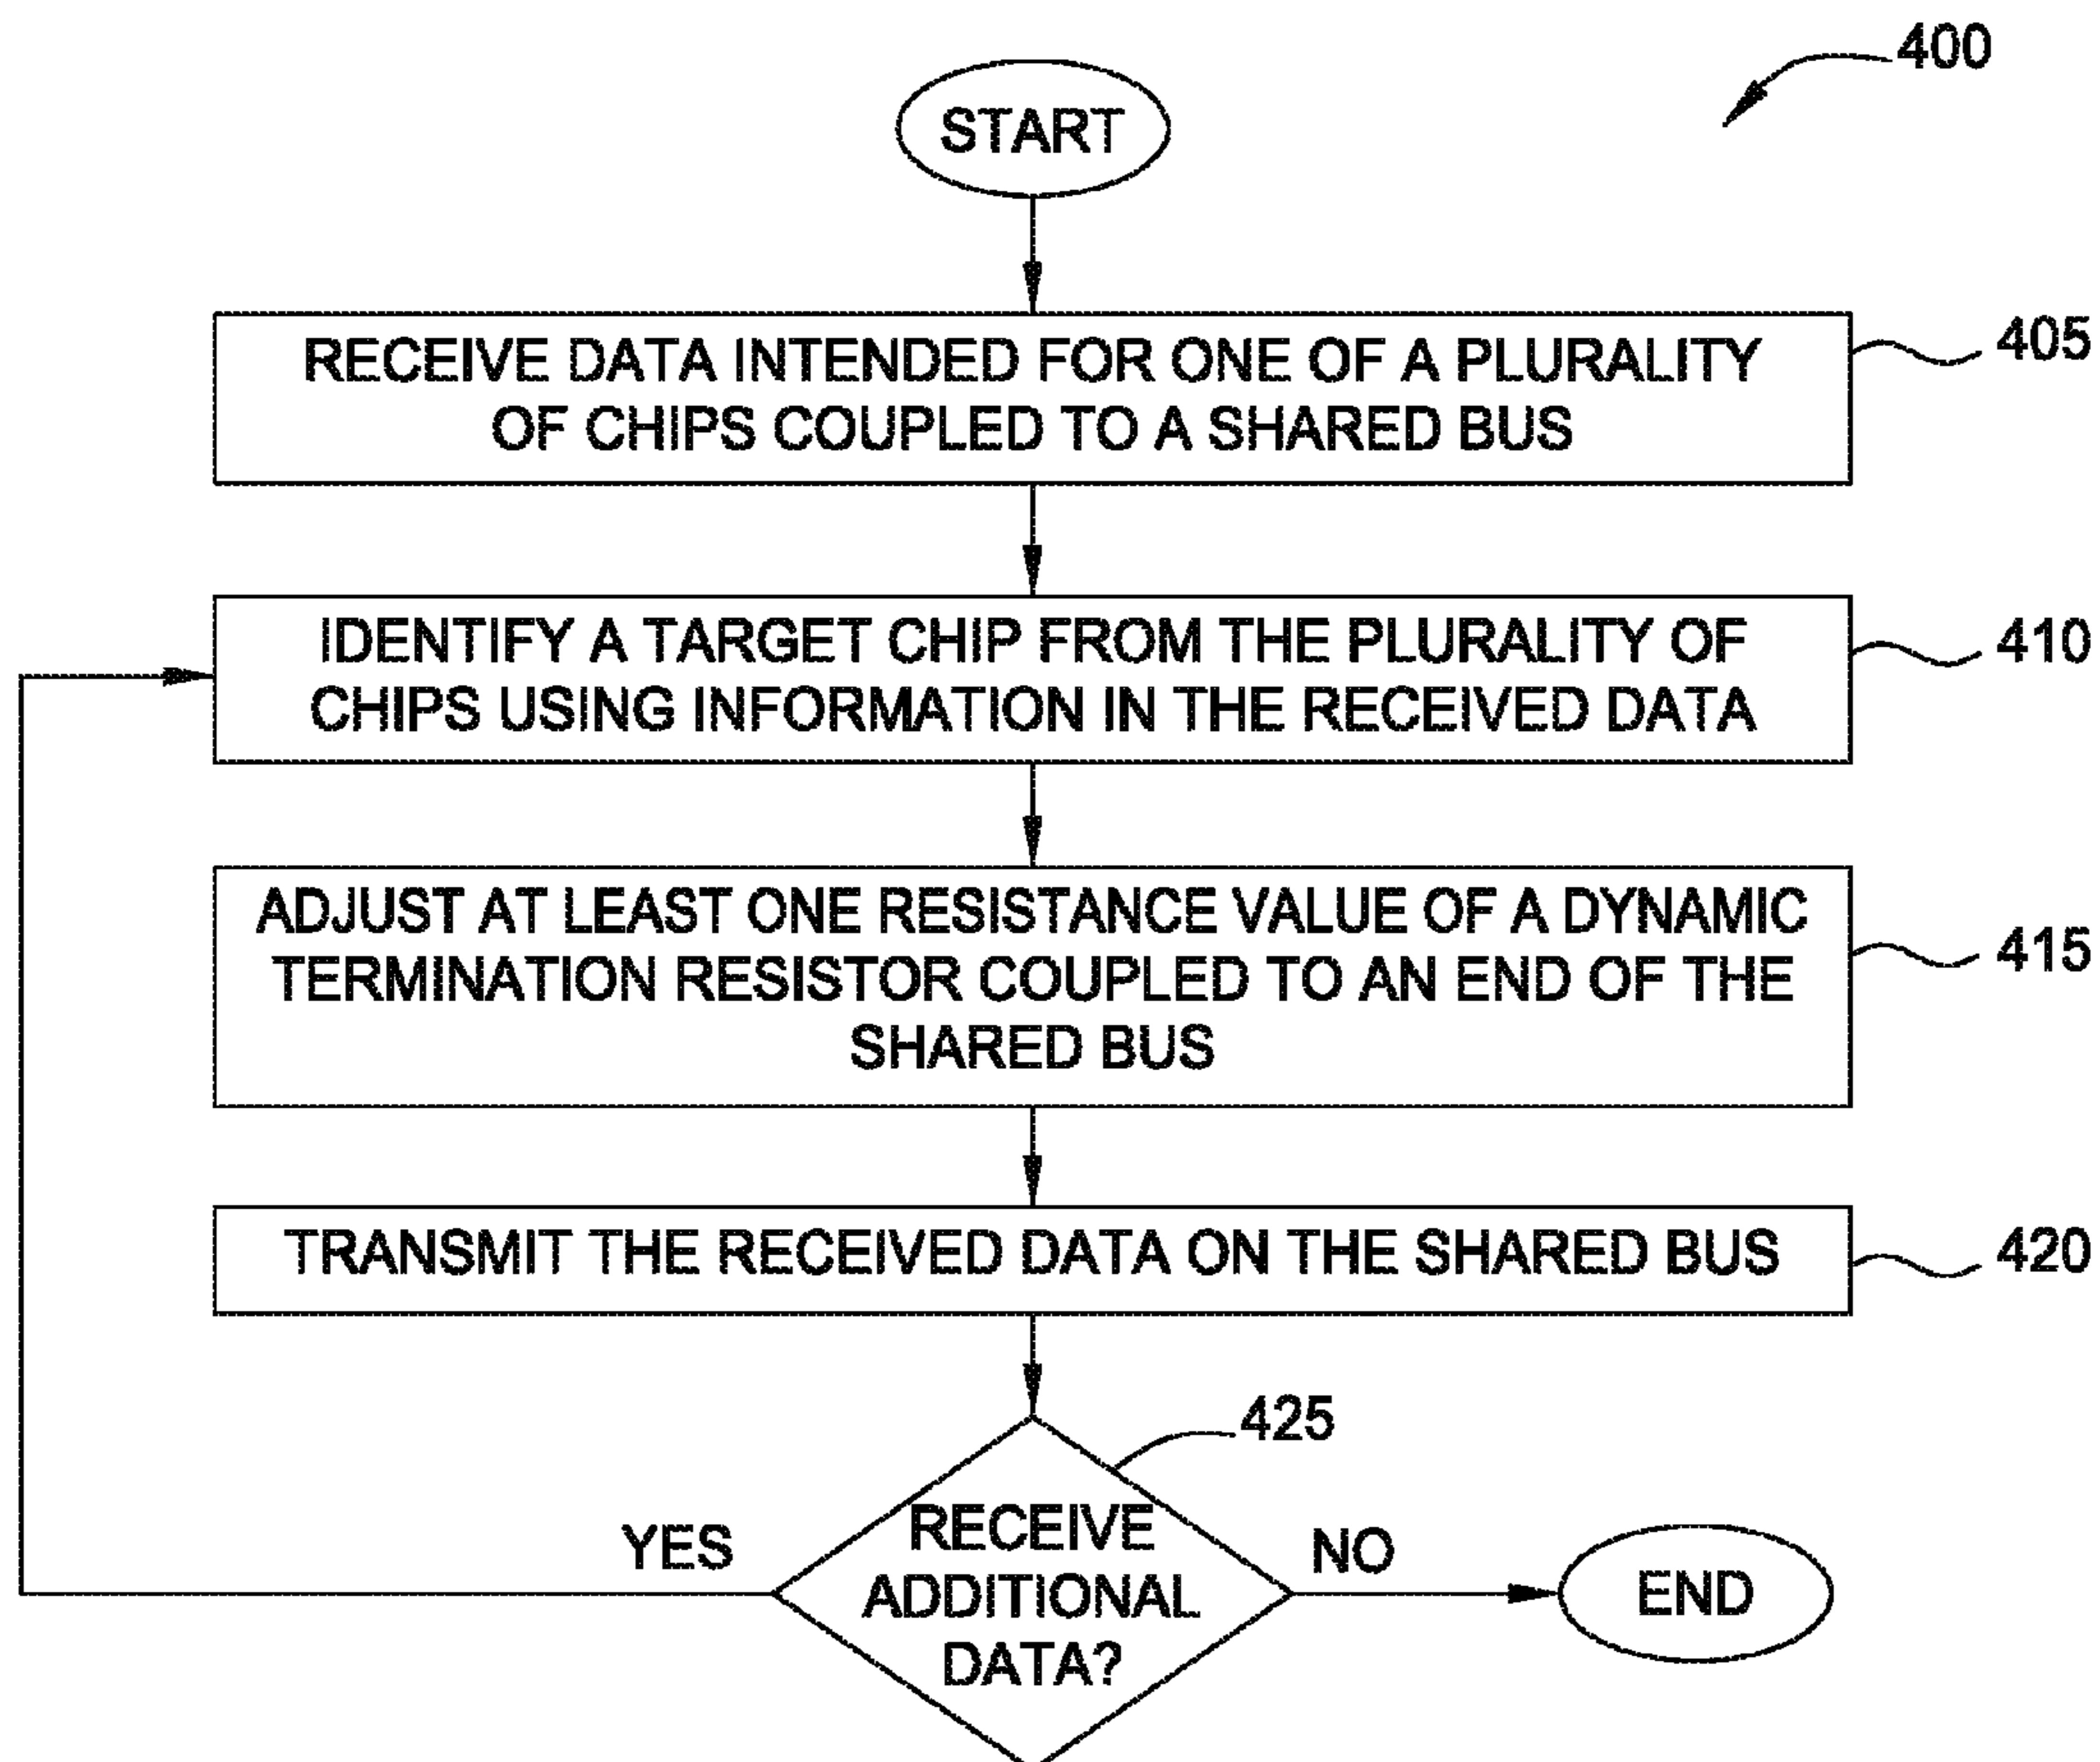 400
START
RECEIVE DATA INTENDED FOR ONE OF A PLURALITY
OF CHIPS COUPLED TO A SHARED BUS
405
IDENTIFY A TARGET CHIP FROM THE PLURALITY OF
CHIPS USING INFORMATION IN THE RECEIVED DATA
410
ADJUST AT LEAST ONE RESISTANCE VALUE OF A DYNAMIC
TERMINATION RESISTOR COUPLED TO AN END OF THE
SHARED BUS
415
TRANSMIT THE RECEIVED DATA ON THE SHARED BUS
420
425
RECEIVE
ADDITIONAL
DATA?
YES
NO
END